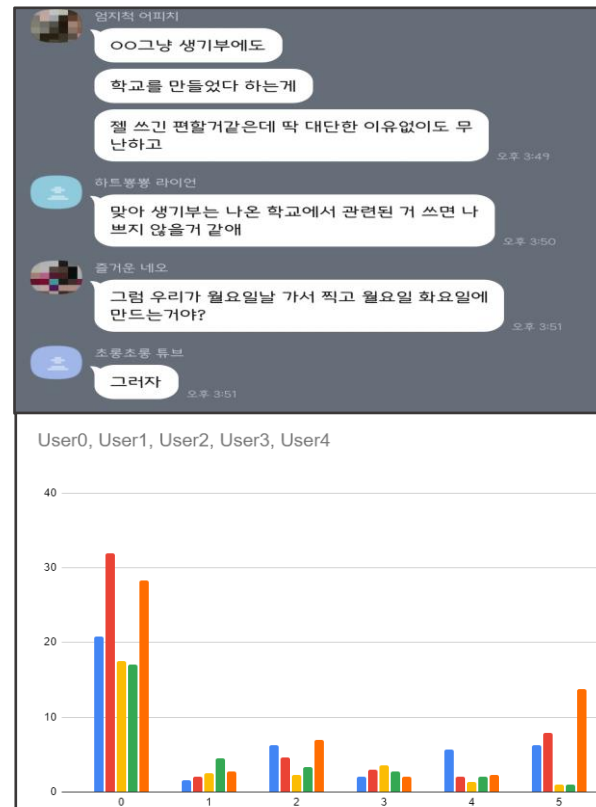 엄지척 어피치
ㅇㅇ그냥 생기부에도
학교를 만들었다 하는게
젤 쓰긴 편할거같은데 딱 대단한 이유없이도 무
난하고
오후 3:49
하트뿅뿅 라이언
맞아 생기부는 나온 학교에서 관련된 거 쓰면 나
쁘지 않을거 같애
오후 3:50
즐거운 네오
그럼 우리가 월요일날 가서 찍고 월요일 화요일에
만드는거야?
오후 3:51
초롱초롱 튜브
그러자
오후 3:51
User0, User1, User2, User3, User4
40
30
20
10
0
0 1 2 3 4 5